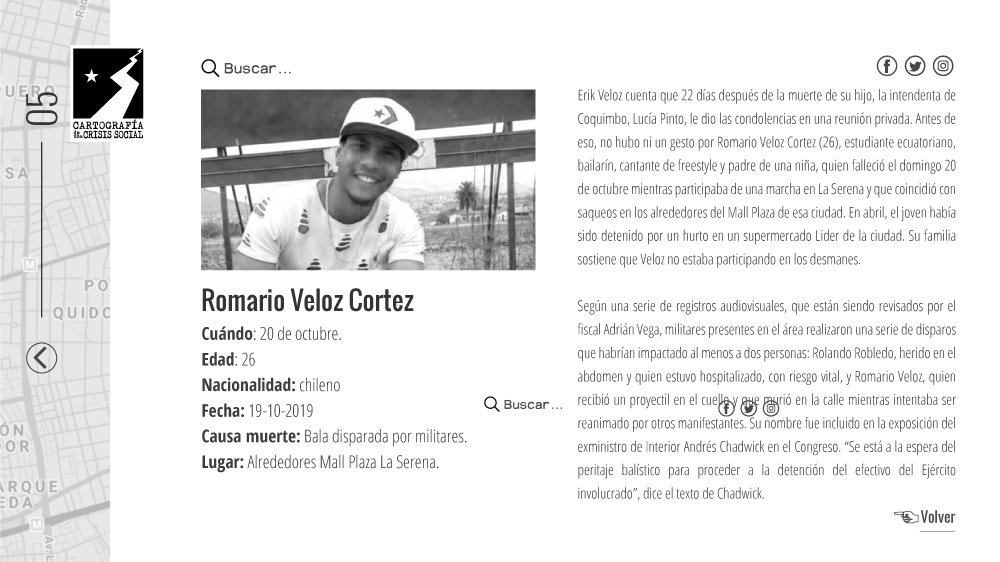 05
CARTOGRAFÍA
de la CRISIS SOCIAL
PUERO
ESA
M
PO
QUIDO
ÓN
DOR
ARQUE
EDA
M
Av.
Buscar...
Romario Veloz Cortez
Cuándo: 20 de octubre.
Edad: 26
Nacionalidad: chileno
Fecha: 19-10-2019
Causa muerte: Bala disparada por militares.
Lugar: Alrededores Mall Plaza La Serena.
Buscar...
Erik Veloz cuenta que 22 días después de la muerte de su hijo, la intendenta de
Coquimbo, Lucía Pinto, le dio las condolencias en una reunión privada. Antes de
eso, no hubo ni un gesto por Romario Veloz Cortez (26), estudiante ecuatoriano,
bailarín, cantante de freestyle y padre de una niña, quien falleció el domingo 20
de octubre mientras participaba de una marcha en La Serena y que coincidió con
saqueos en los alrededores del Mall Plaza de esa ciudad. En abril, el joven había
sido detenido por un hurto en un supermercado Lider de la ciudad. Su familia
sostiene que Veloz no estaba participando en los desmanes.
Según una serie de registros audiovisuales, que están siendo revisados por el
fiscal Adrián Vega, militares presentes en el área realizaron una serie de disparos
que habrían impactado al menos a dos personas: Rolando Robledo, herido en el
abdomen y quien estuvo hospitalizado, con riesgo vital, y Romario Veloz, quien
recibió un proyectil en el cuello y que murió en la calle mientras intentaba ser
reanimado por otros manifestantes. Su nombre fue incluido en la exposición del
exministro de Interior Andrés Chadwick en el Congreso. “Se está a la espera del
peritaje balístico para proceder a la detención del efectivo del Ejército
involucrado”, dice el texto de Chadwick.
Volver